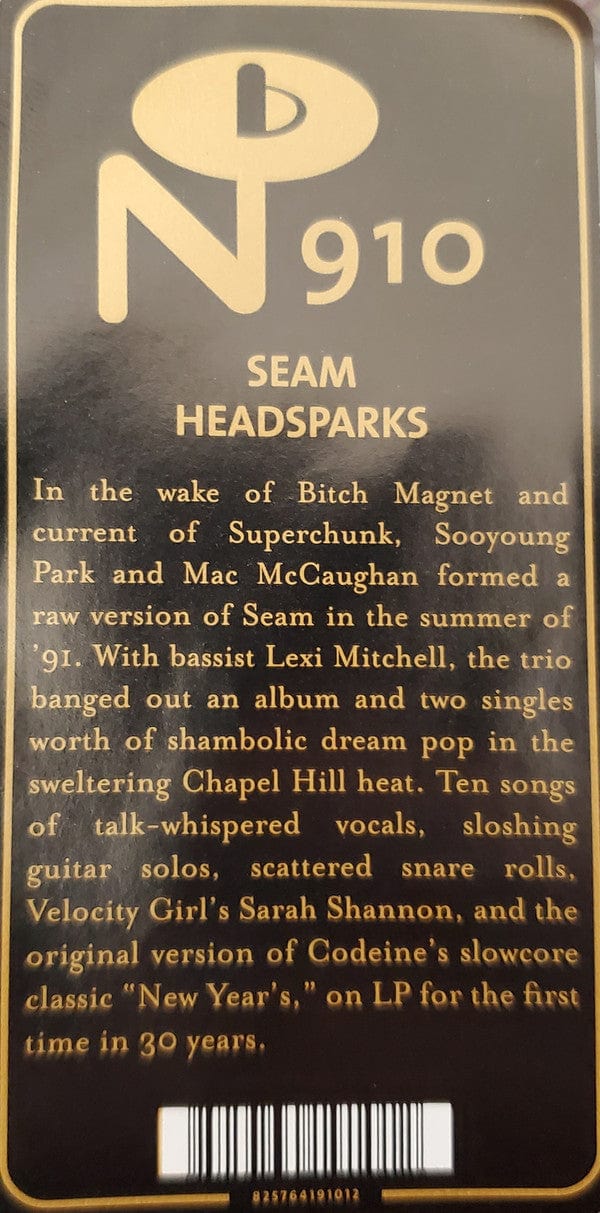 N 910
SEAM
HEADSPARKS
In the wake of Bitch Magnet and
current of Superchunk, Sooyoung
Park and Mac McCaughan formed a
raw version of Seam in the summer of
’91. With bassist Lexi Mitchell, the trio
banged out an album and two singles
worth of shambolic dream pop in the
sweltering Chapel Hill heat. Ten songs
of talk-whispered vocals, sloshing
guitar solos, scattered snare rolls,
Velocity Girl’s Sarah Shannon, and the
original version of Codeine’s slowcore
classic “New Year’s,” on LP for the first
time in 30 years.
825764191012